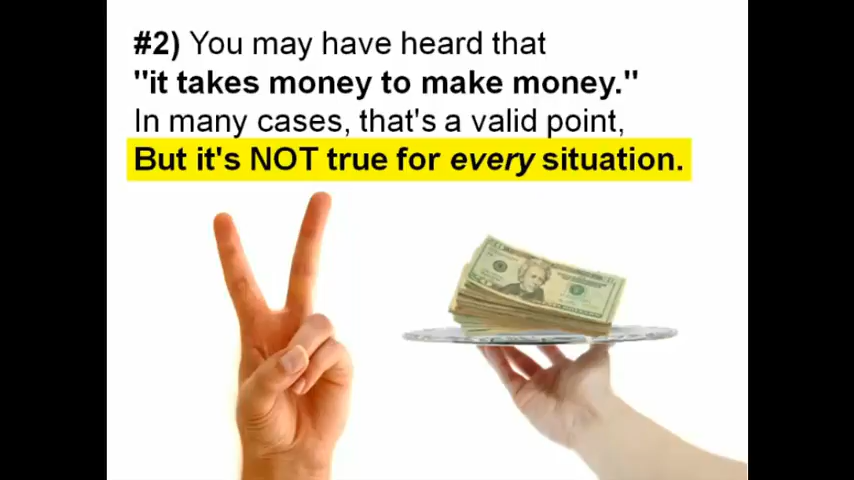 #2) You may have heard that
"it takes money to make money."
In many cases, that's a valid point,
But it's NOT true for every situation.